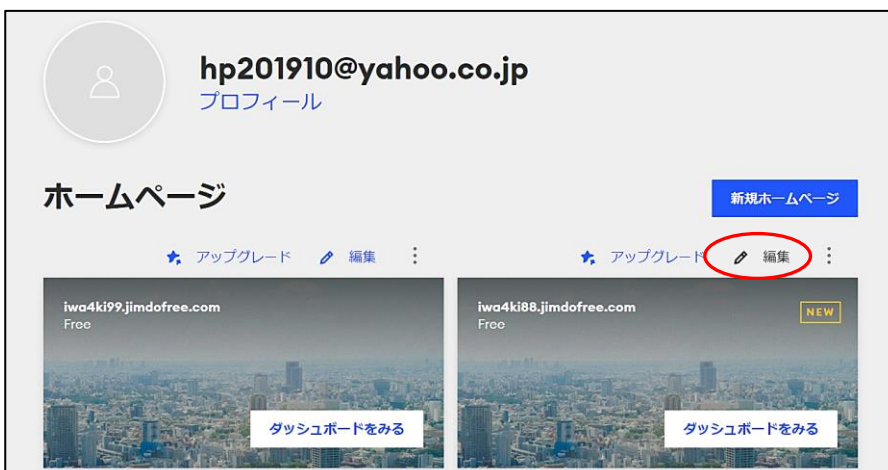 hp201910@yahoo.co.jp
プロフィール
ホームページ
新規ホームページ
アップグレード 編集 アップグレード 編集
iwa4ki99.jimdofree.com
Free
iwa4ki88.jimdofree.com
Free
NEW
ダッシュボードをみる ダッシュボードをみる